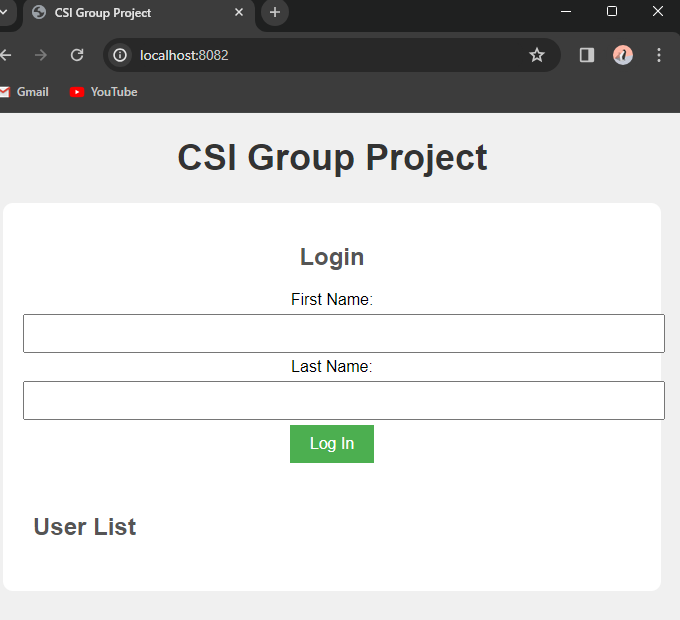 CSI Group Project
localhost:8082
Gmail YouTube
CSI Group Project
Login
First Name:
Last Name:
Log In
User List